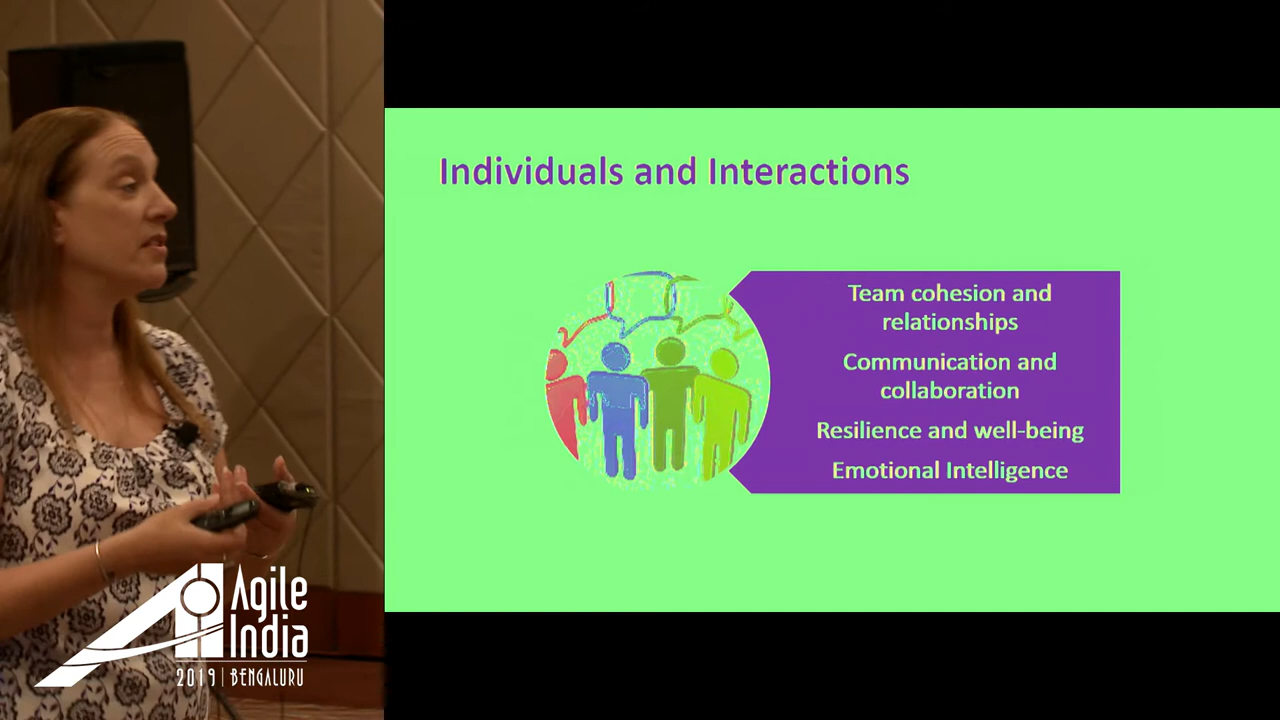 Individuals and Interactions
Team cohesion and
relationships
Communication and
collaboration
Resilience and well-being
Emotional Intelligence
Agile
India
2019 | BENGALURU